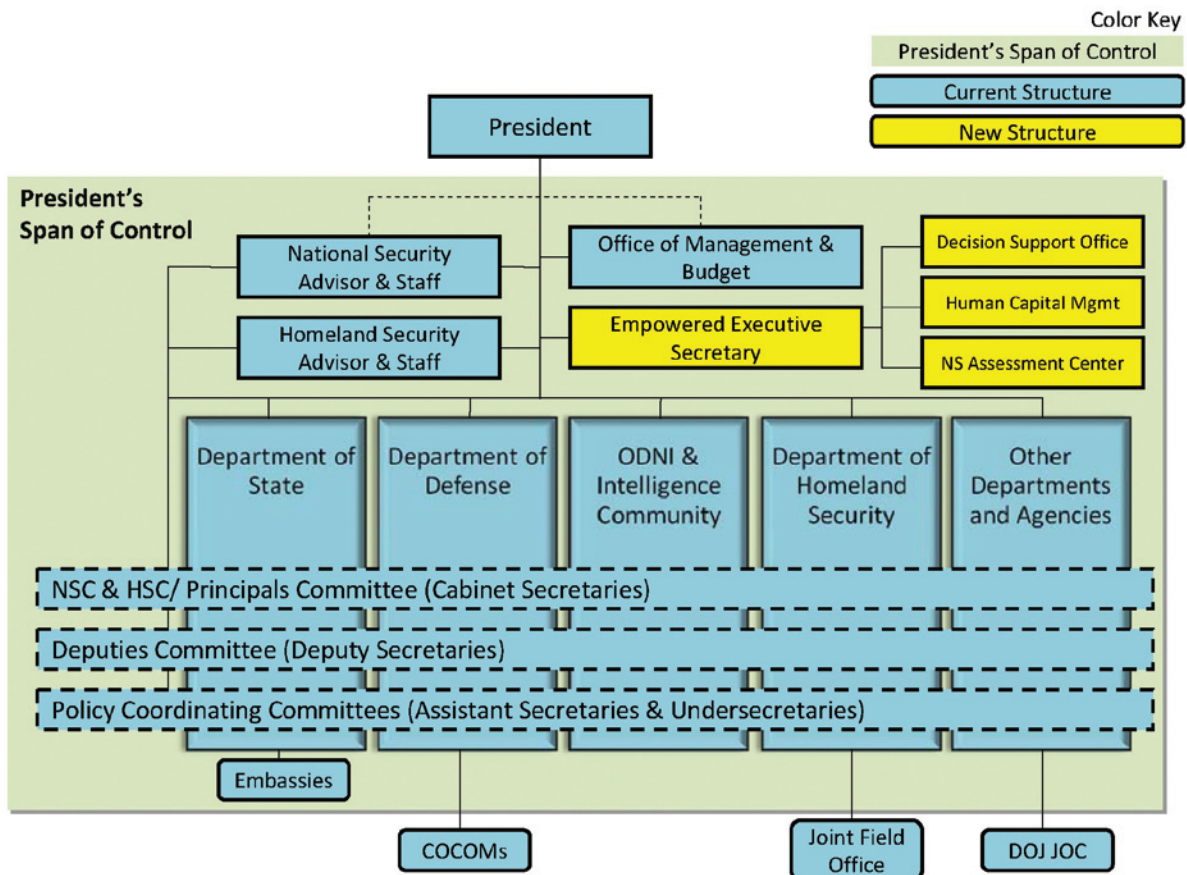 Color Key
President's Span of Control
Current Structure
New Structure
President
President's
Span of Control
National Security
Advisor & Staff
Office of Management &
Budget
Decision Support Office
Human Capital Mgmt
NS Assessment Center
Homeland Security
Advisor & Staff
Empowered Executive
Secretary
Department of
State
Department of
Defense
ODNI &
Intelligence
Community
Department of
Homeland
Security
Other
Departments
and Agencies
NSC & HSC/ Principals Committee (Cabinet Secretaries)
Deputies Committee (Deputy Secretaries)
Policy Coordinating Committees (Assistant Secretaries & Undersecretaries)
Embassies
COCOMs
Joint Field
Office
DOJ JOC